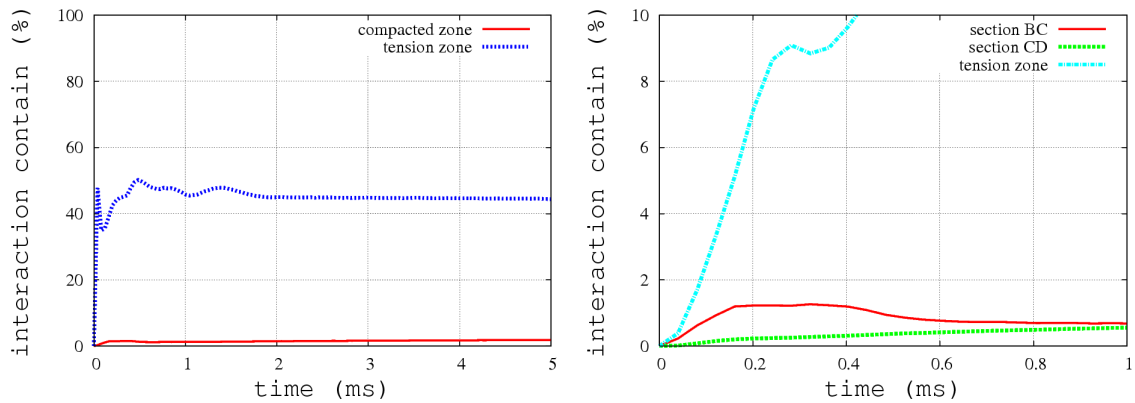 interaction contain (%)
100
80
60
40
20
0
compacted zone
tension zone
0 1 2 3 4 5
time (ms)
interaction contain (%)
10
8
6
4
2
0
section BC
section CD
tension zone
0 0.2 0.4 0.6 0.8 1
time (ms)